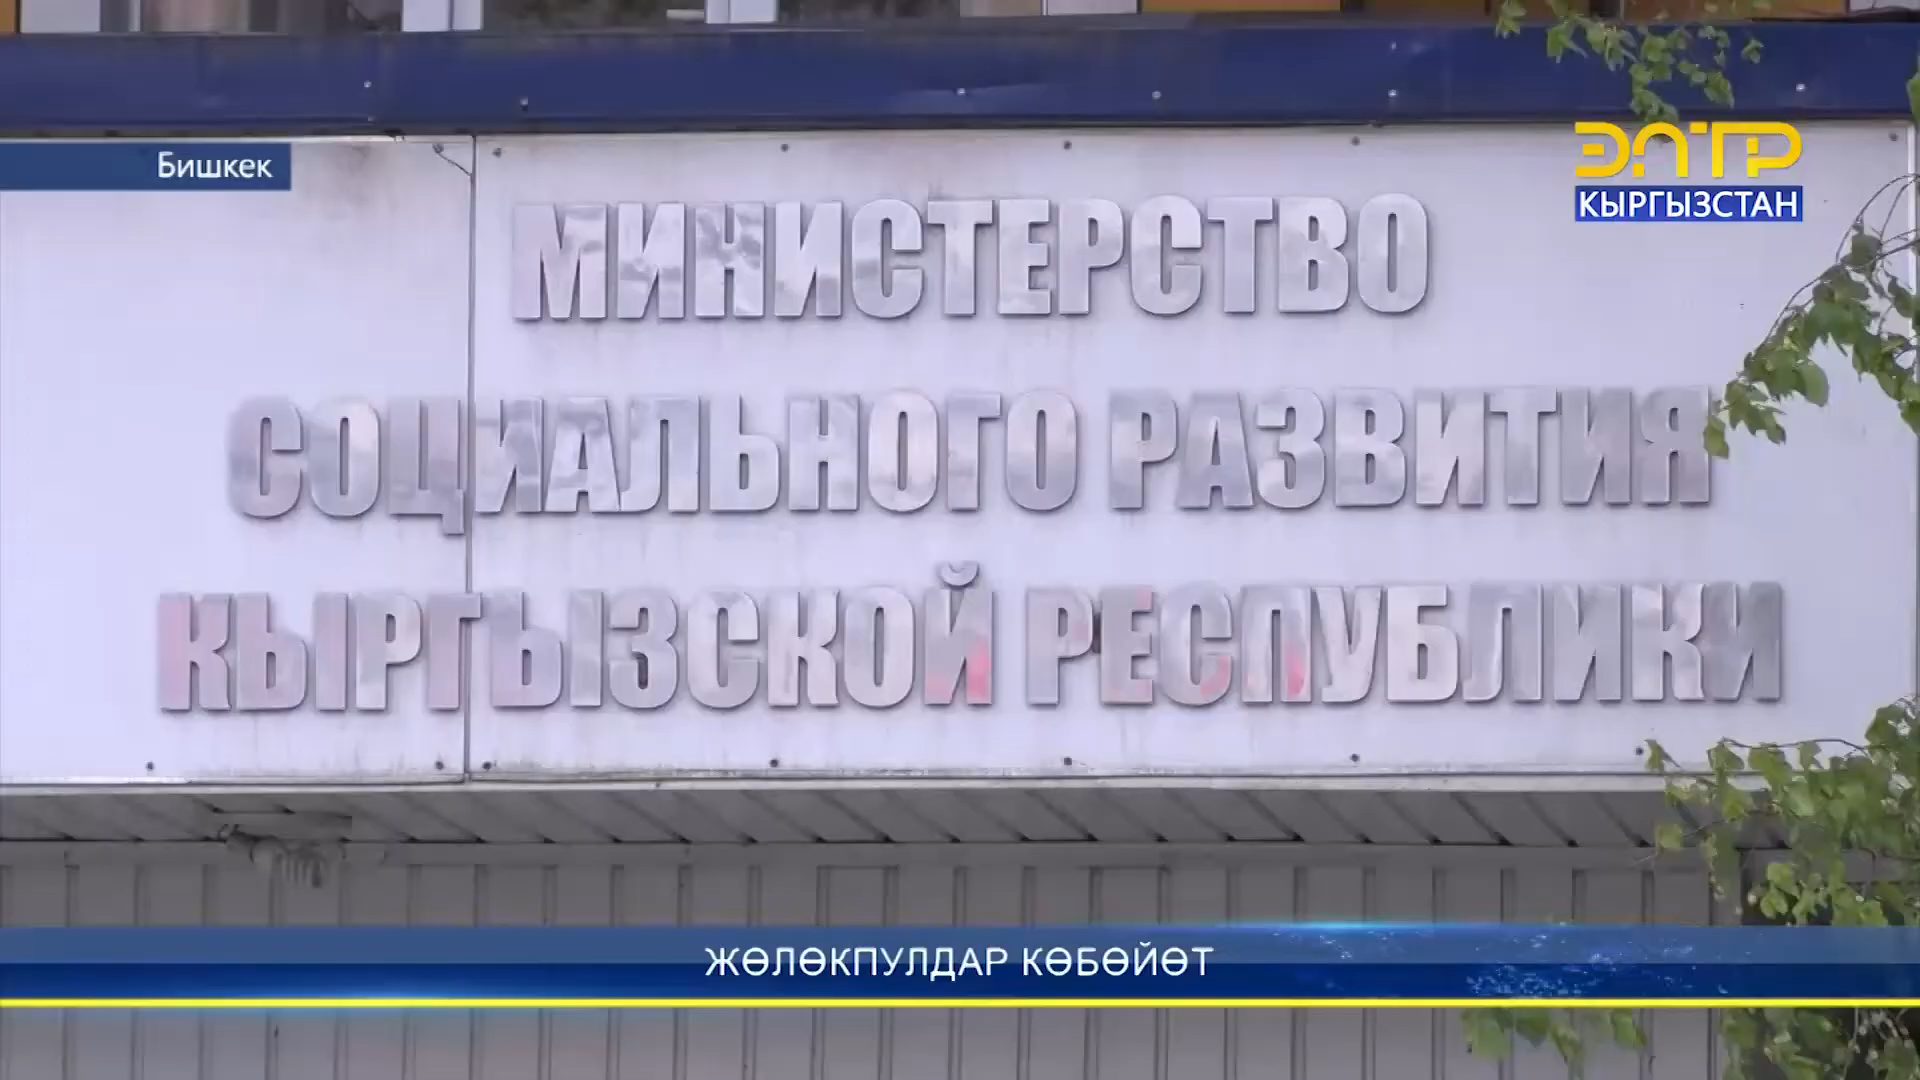 Бишкек
ЭЛТР
КЫРГЫЗСТАН
МИНИСТЕРСТВО
СОЦИАЛЬНОГО РАЗВИТИЯ
КЫРГЫЗСКОЙ РЕСПУБЛИКИ
ЖӨЛӨКПУЛДАР КӨБӨЙӨТ